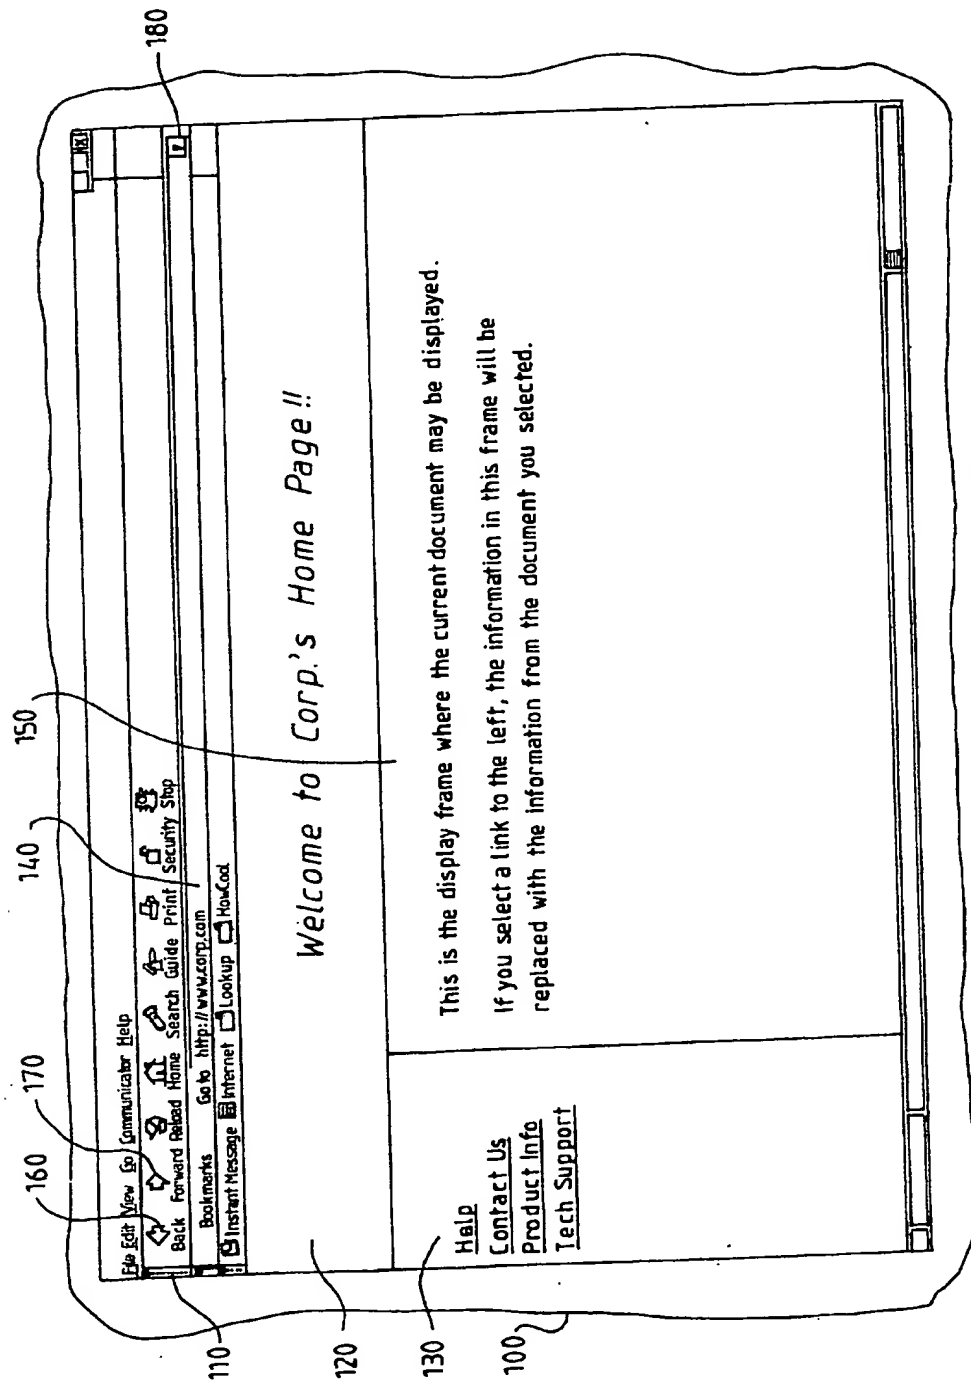 File Edit View Go Communicator Help
Back Forward Reload Home Search Guide Print Security Stop
Bookmarks Go to http://www.corp.com
Instant Message Internet Lookup HowCool
Welcome to Corp.'s Home Page!!
Help
Contact Us
Product Info
Tech Support
This is the display frame where the current document may be displayed.
If you select a link to the left, the information in this frame will be
replaced with the information from the document you selected.
100
110
120
130
140
150
160
170
180